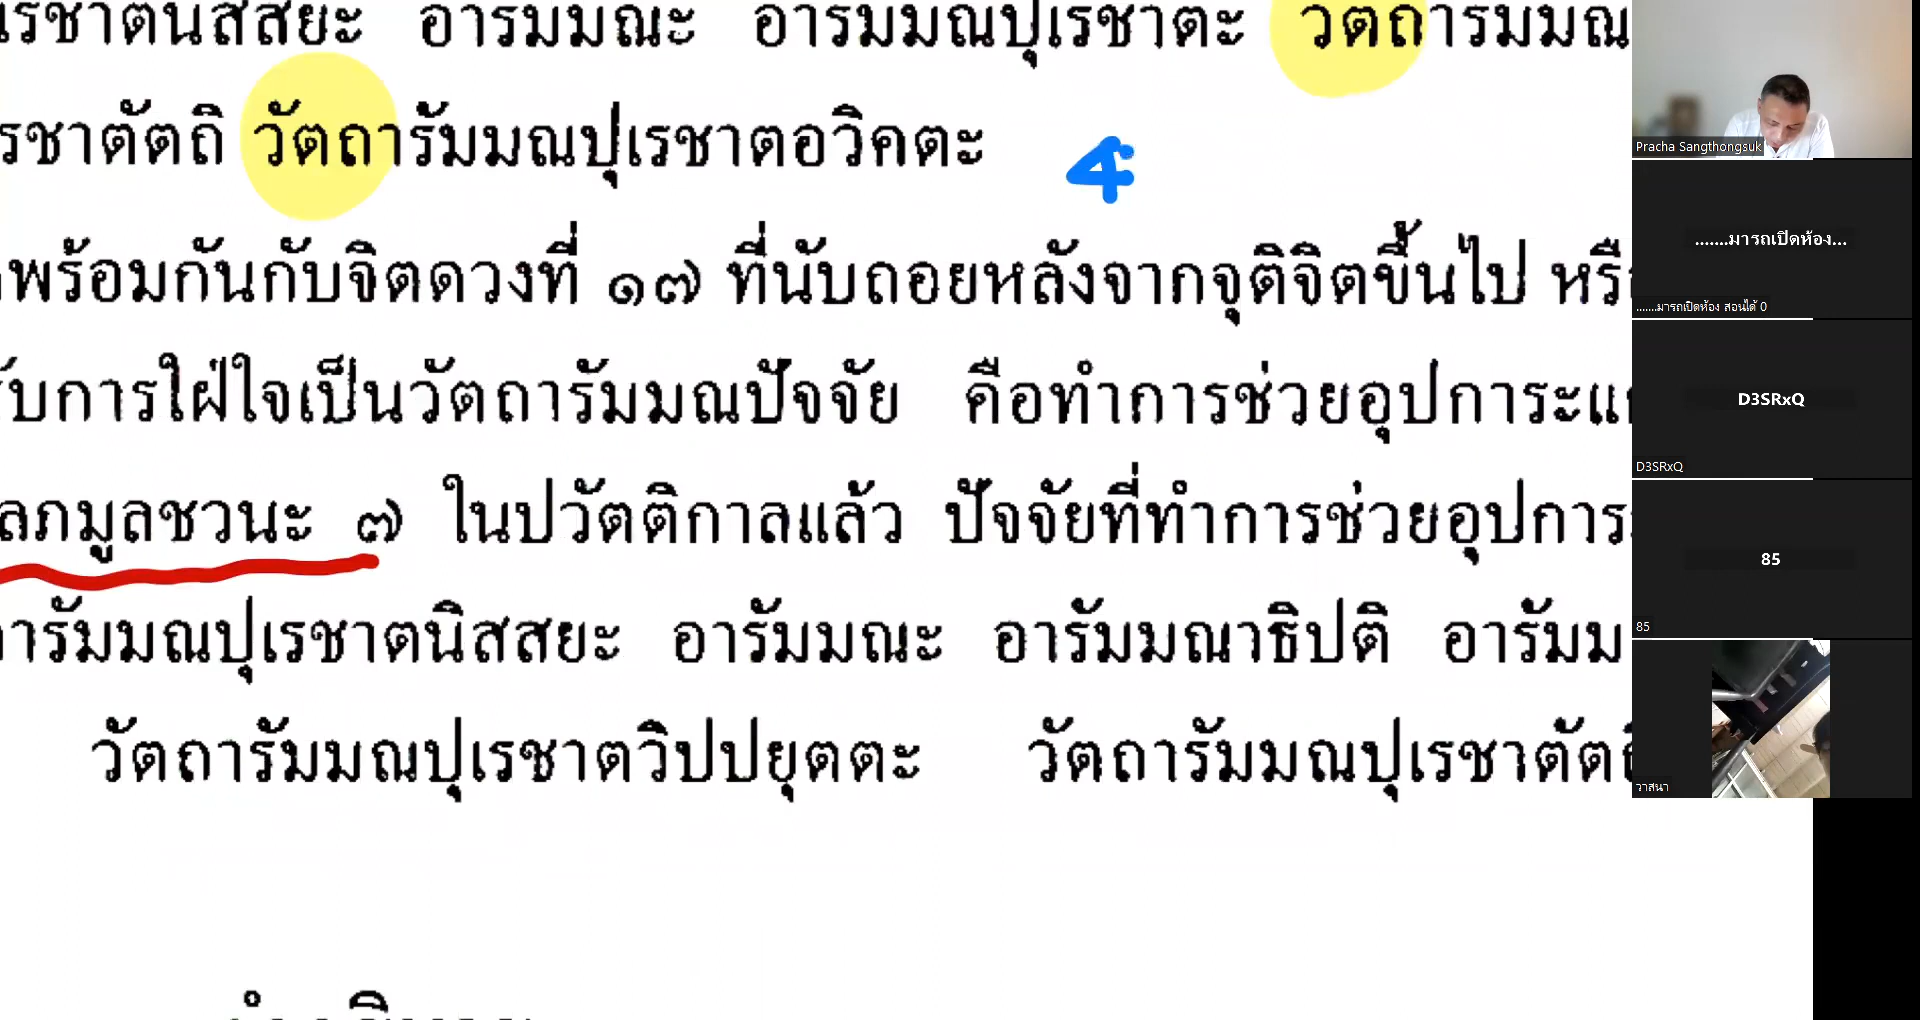 เรชาตนิสสยะ อารัมมณะ อารัมมณปุเรชาตะ วัตถารัมมณ
รชาตัตถิ วัตถารัมมณปุเรชาตอวิคตะ
4
พร้อมกันกับจิตดวงที่ ๑๗ ที่นับถอยหลังจากจุติจิตขึ้นไป หรือ
รับการใฝ่ใจเป็นวัตถารัมมณปัจจัย คือทำการช่วยอุปการะแก่
ลภมูลชวนะ ๗ ในปวัตติกาลแล้ว ปัจจัยที่ทำการช่วยอุปการะ
ารัมมณปุเรชาตนิสสยะ อารัมมณะ อารัมมณาธิปติ อารัมม
วัตถารัมมณปุเรชาตวิปปยุตตะ วัตถารัมมณปุเรชาตัตถิ
Pracha Sangthongsuk
.......มารถเปิดห้อง...
.......มารถเปิดห้อง สอนได้ 0
D3SRxQ
D3SRxQ
85
85
วาสนา